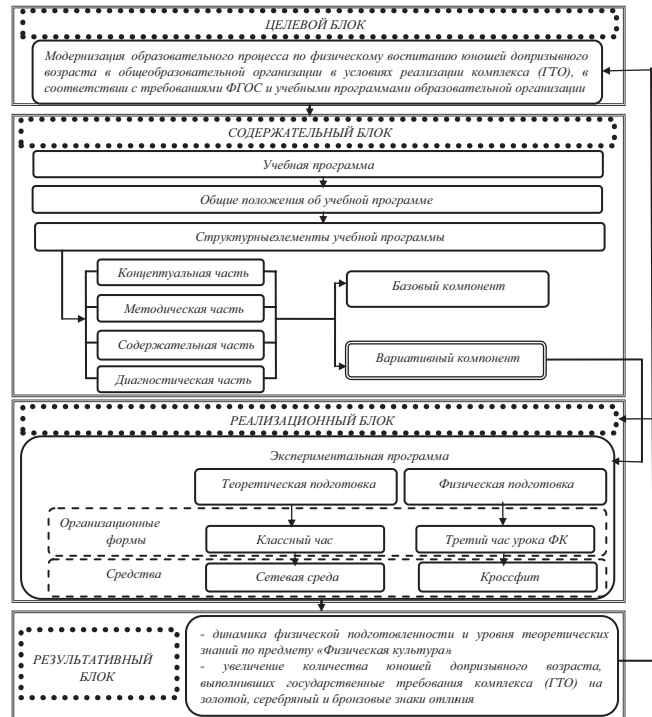 ЦЕЛЕВОЙ БЛОК
Модернизация образовательного процесса по физическому воспитанию юношей допризывного
возраста в общеобразовательной организации в условиях реализации комплекса (ГТО), в
соответствии с требованиями ФГОС и учебными программами образовательной организации
СОДЕРЖАТЕЛЬНЫЙ БЛОК
Учебная программа
Общие положения об учебной программе
Структурныеэлементы учебной программы
Концептуальная часть
Методическая часть
Содержательная часть
Диагностическая часть
Базовый компонент
Вариативный компонент
РЕАЛИЗАЦИОННЫЙ БЛОК
Экспериментальная программа
Теоретическая подготовка
Физическая подготовка
Организационные
формы
Классный час
Третий час урока ФК
Средства
Сетевая среда
Кроссфит
РЕЗУЛЬТАТИВНЫЙ
БЛОК
- динамика физической подготовленности и уровня теоретических
знаний по предмету «Физическая культура»
- увеличение количества юношей допризывного возраста,
выполнивших государственные требования комплекса (ГТО) на
золотой, серебряный и бронзовые знаки отлиия